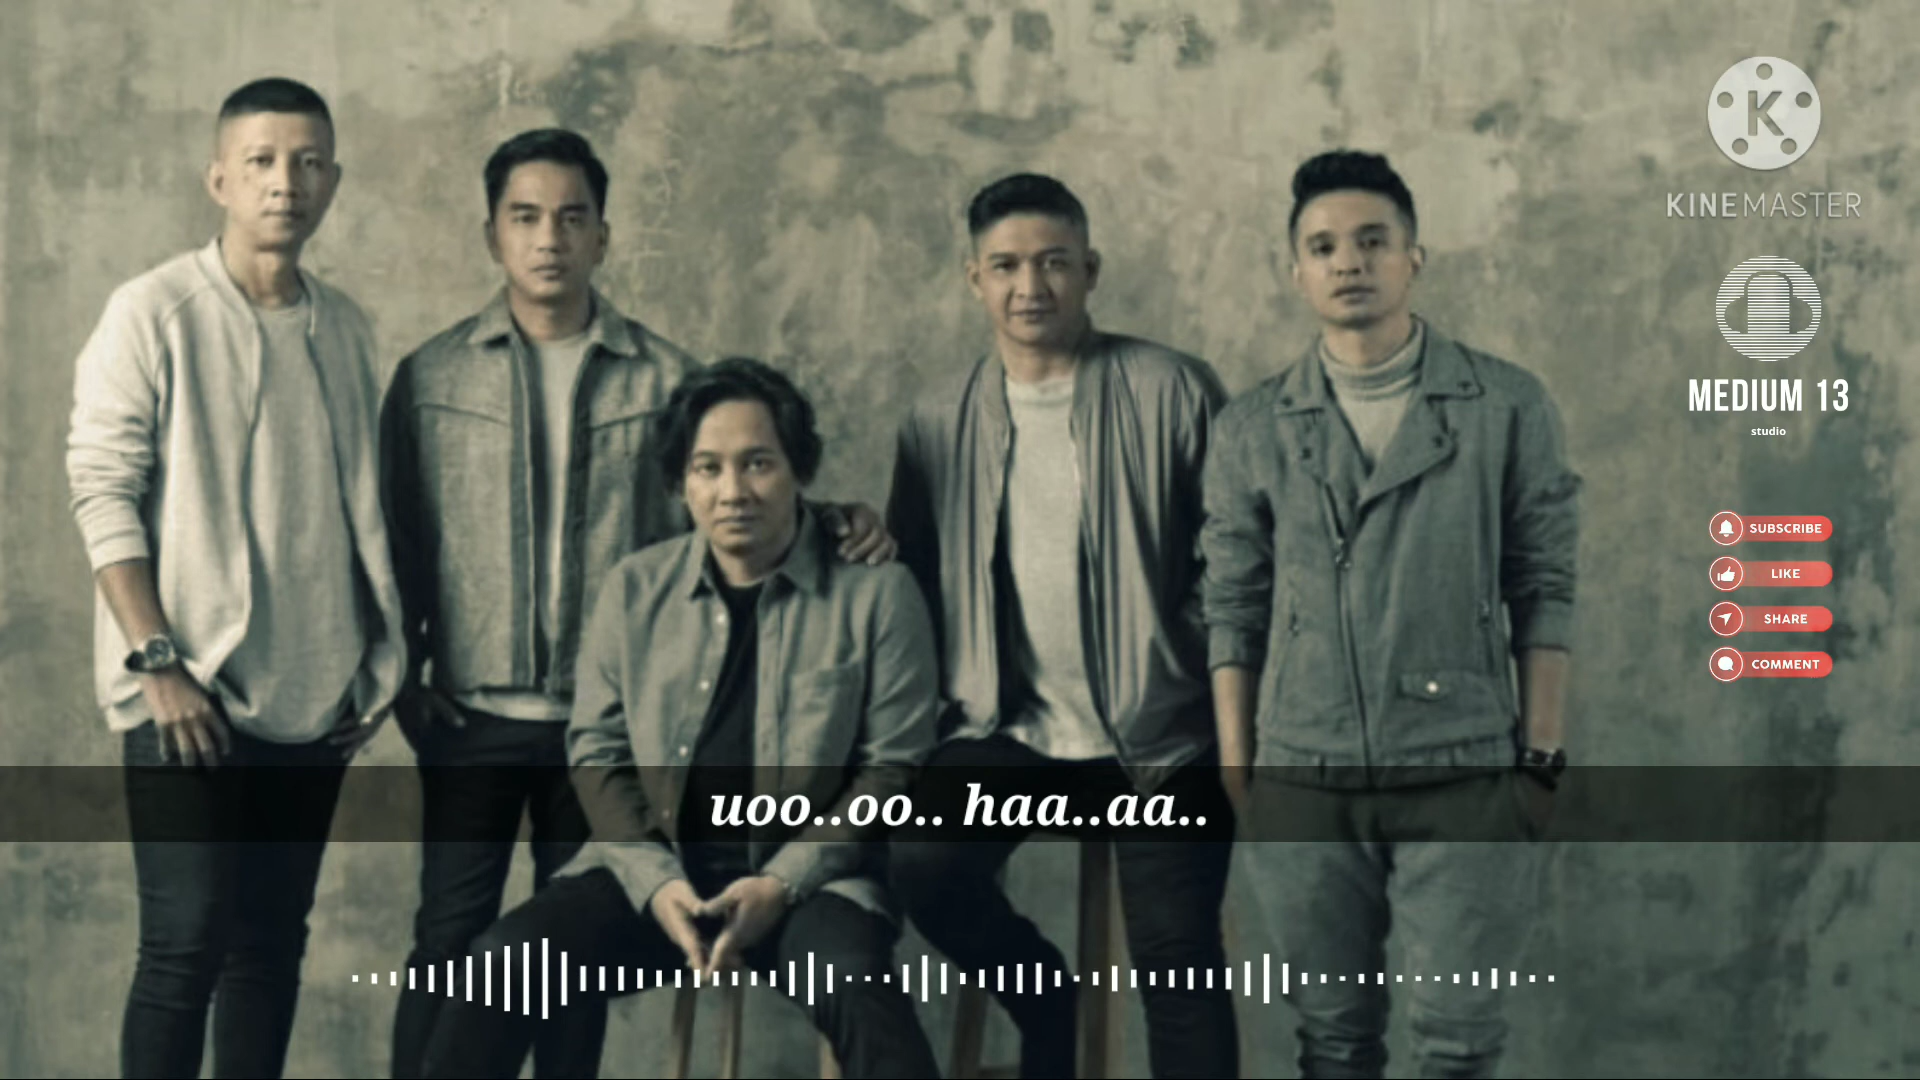 K
KINEMASTER
MEDIUM 13
studio
SUBSCRIBE
LIKE
SHARE
COMMENT
uoo..oo.. haa..aa..